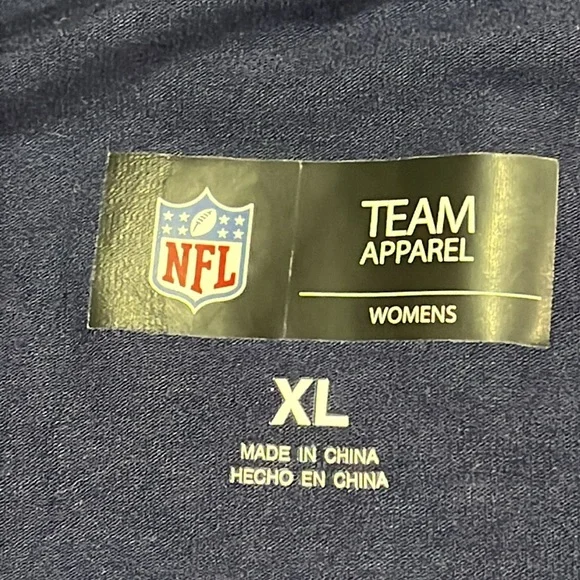 NFL
TEAM
APPAREL
WOMENS
XL
MADE IN CHINA
HECHO EN CHINA